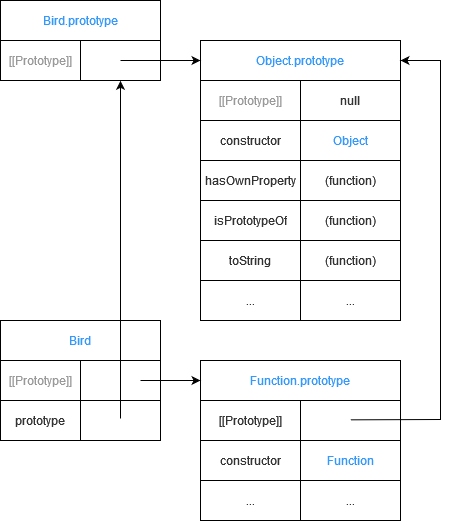 Bird.prototype
[[Prototype]]
Object.prototype
[[Prototype]] null
constructor Object
hasOwnProperty (function)
isPrototypeOf (function)
toString (function)
... ...
Bird
[[Prototype]]
prototype
Function.prototype
[[Prototype]]
constructor Function
... ...